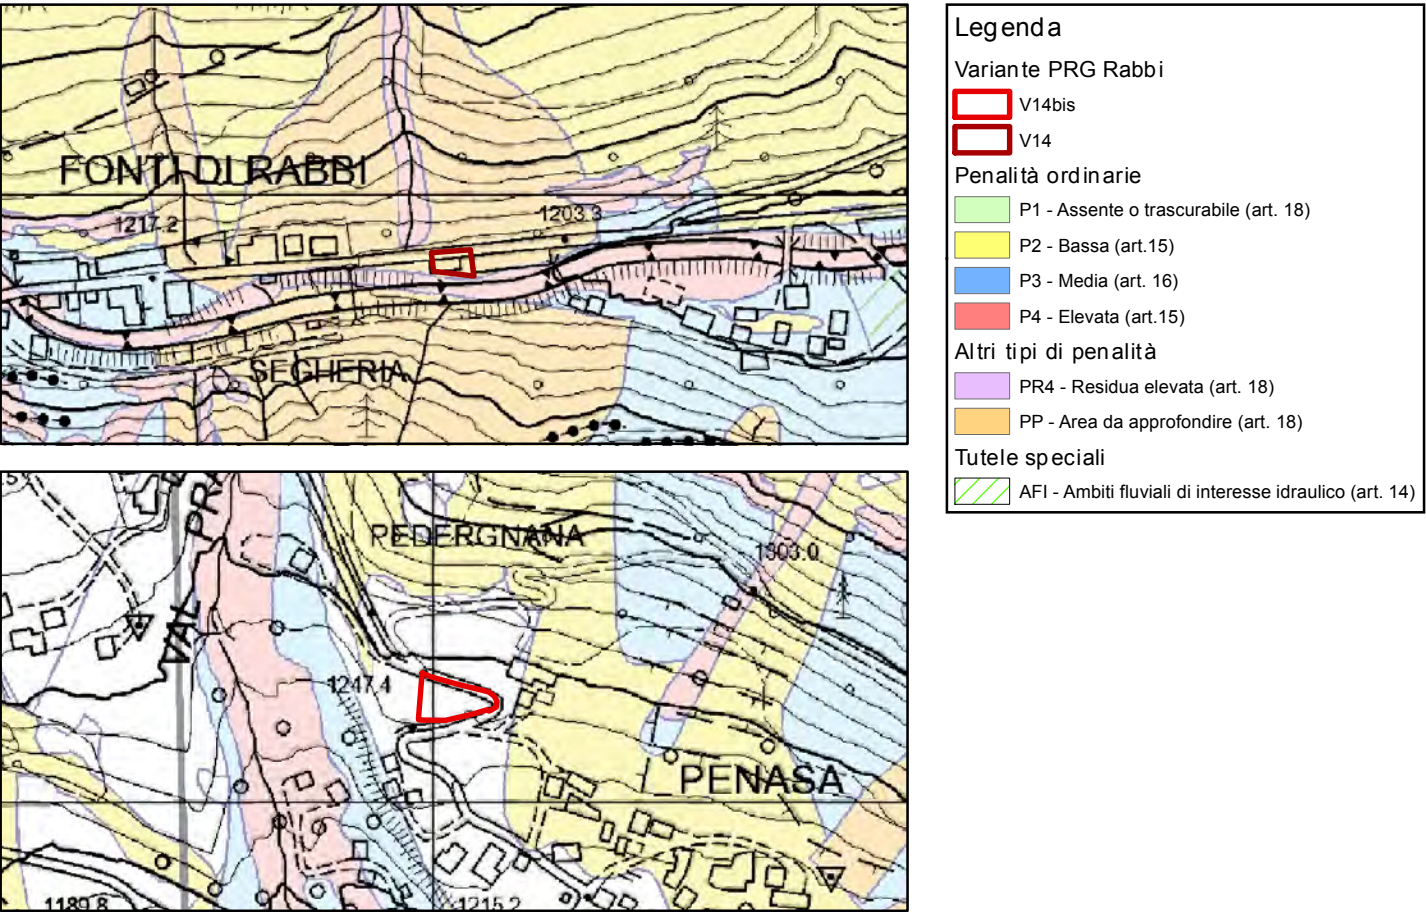 FONTI DI RABBI
1217.2
1203.3
SEGHERIA
Legenda
Variante PRG Rabbi
V14bis
V14
Penalità ordinarie
P1 - Assente o trascurabile (art. 18)
P2 - Bassa (art.15)
P3 - Media (art. 16)
P4 - Elevata (art.15)
Altri tipi di penalità
PR4 - Residua elevata (art. 18)
PP - Area da approfondire (art. 18)
Tutele speciali
AFI - Ambiti fluviali di interesse idraulico (art. 14)
VAL
PEDERGNANA
1303.0
1247.4
PENASA
1189.8
1215.2